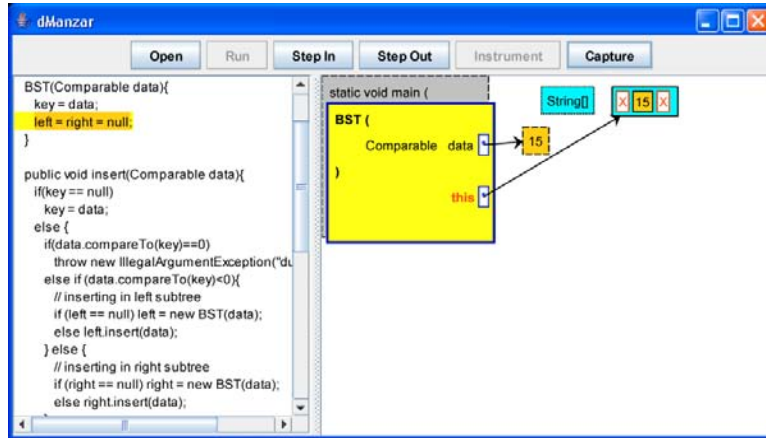 dManzar
Open Run Step In Step Out Instrument Capture
BST(Comparable data){
key = data;
left = right = null;
}
public void insert(Comparable data){
if(key == null)
key = data;
else {
if(data.compareTo(key)==0)
throw new IllegalArgumentException("du
else if (data.compareTo(key)<0){
// inserting in left subtree
if (left == null) left = new BST(data);
else left.insert(data);
} else {
// inserting in right subtree
if (right == null) right = new BST(data);
else right.insert(data);
static void main (
BST (
Comparable data
)
this
15
String[]
X 15 X